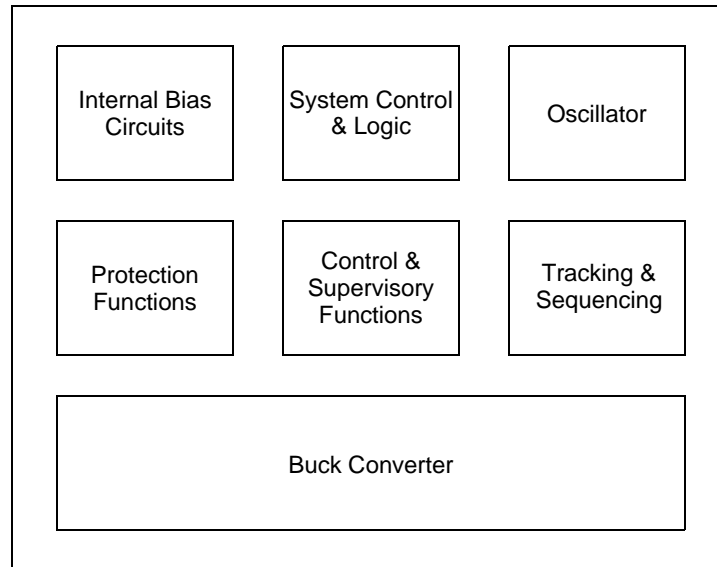 Internal Bias
Circuits
System Control
& Logic
Oscillator
Protection
Functions
Control &
Supervisory
Functions
Tracking &
Sequencing
Buck Converter